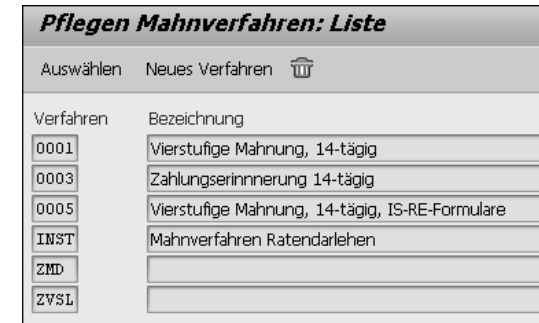 Pflegen Mahnverfahren: Liste
Auswählen Neues Verfahren
Verfahren Bezeichnung
0001 Vierstufige Mahnung, 14-tägig
0003 Zahlungserinnnerung 14-tägig
0005 Vierstufige Mahnung, 14-tägig, IS-RE-Formulare
INST Mahnverfahren Ratendarlehen
ZMD
ZVSL